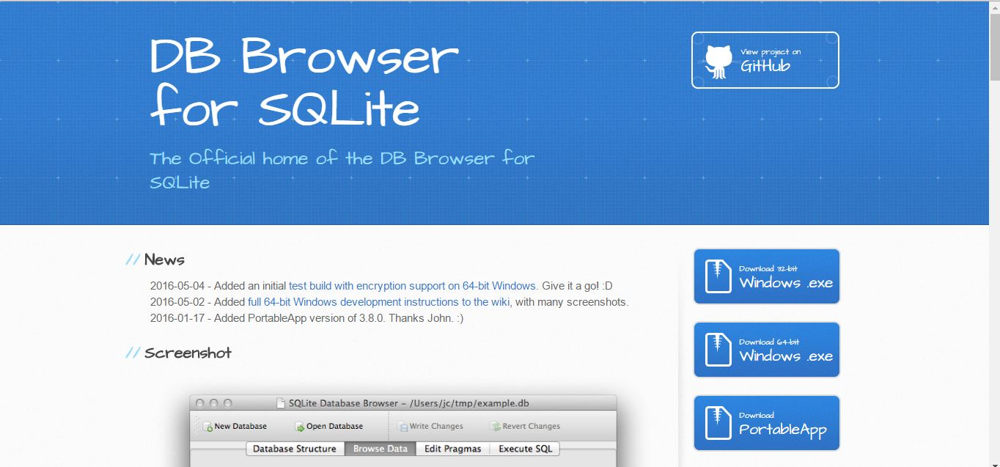 DB Browser
for SQLite
The Official home of the DB Browser for
SQLite
View project on
GitHub
// News
2016-05-04 - Added an initial test build with encryption support on 64-bit Windows. Give it a go! :D
2016-05-02 - Added full 64-bit Windows development instructions to the wiki, with many screenshots.
2016-01-17 - Added PortableApp version of 3.8.0. Thanks John. :)
// Screenshot
SQLite Database Browser - /Users/jc/tmp/example.db
New Database Open Database Write Changes Revert Changes
Database Structure Browse Data Edit Pragmas Execute SQL
Download 32-bit
Windows .exe
Download 64-bit
Windows .exe
Download
PortableApp